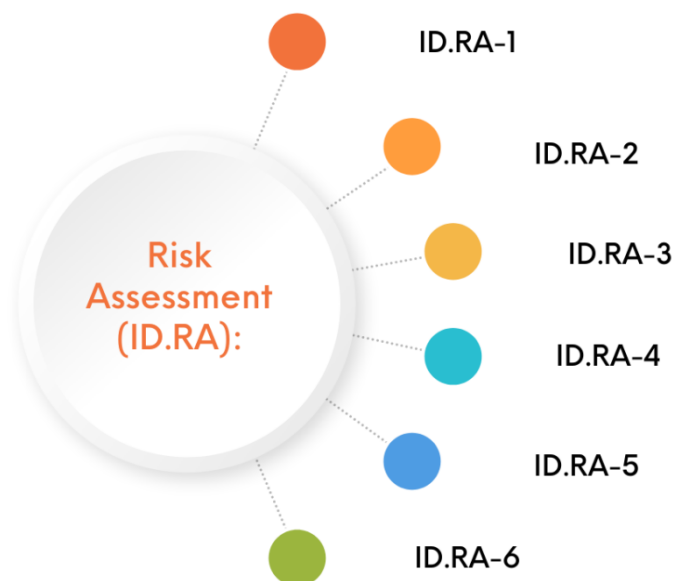 Risk
Assessment
(ID.RA):
ID.RA-1
ID.RA-2
ID.RA-3
ID.RA-4
ID.RA-5
ID.RA-6